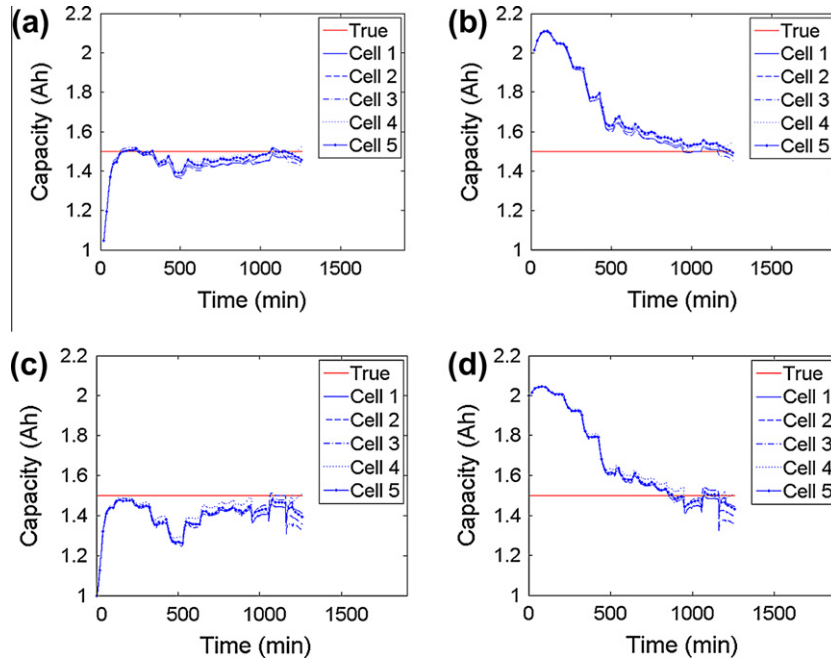 (a)
Capacity (Ah)
2.2
2
1.8
1.6
1.4
1.2
1
0
500
1000
1500
Time (min)
True
Cell 1
Cell 2
Cell 3
Cell 4
Cell 5
(b)
Capacity (Ah)
2.2
2
1.8
1.6
1.4
1.2
1
0
500
1000
1500
Time (min)
True
Cell 1
Cell 2
Cell 3
Cell 4
Cell 5
(c)
Capacity (Ah)
2.2
2
1.8
1.6
1.4
1.2
1
0
500
1000
1500
Time (min)
True
Cell 1
Cell 2
Cell 3
Cell 4
Cell 5
(d)
Capacity (Ah)
2.2
2
1.8
1.6
1.4
1.2
1
0
500
1000
1500
Time (min)
True
Cell 1
Cell 2
Cell 3
Cell 4
Cell 5